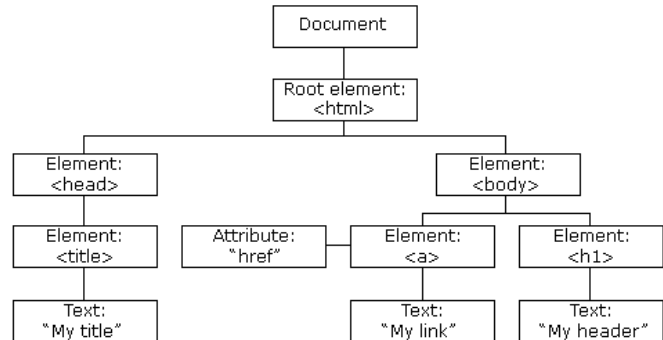 Document
Root element:
<html>
Element:
<head>
Element:
<body>
Element:
<title>
Attribute:
“href”
Element:
<a>
Element:
<h1>
Text:
“My title”
Text:
“My link”
Text:
“My header”